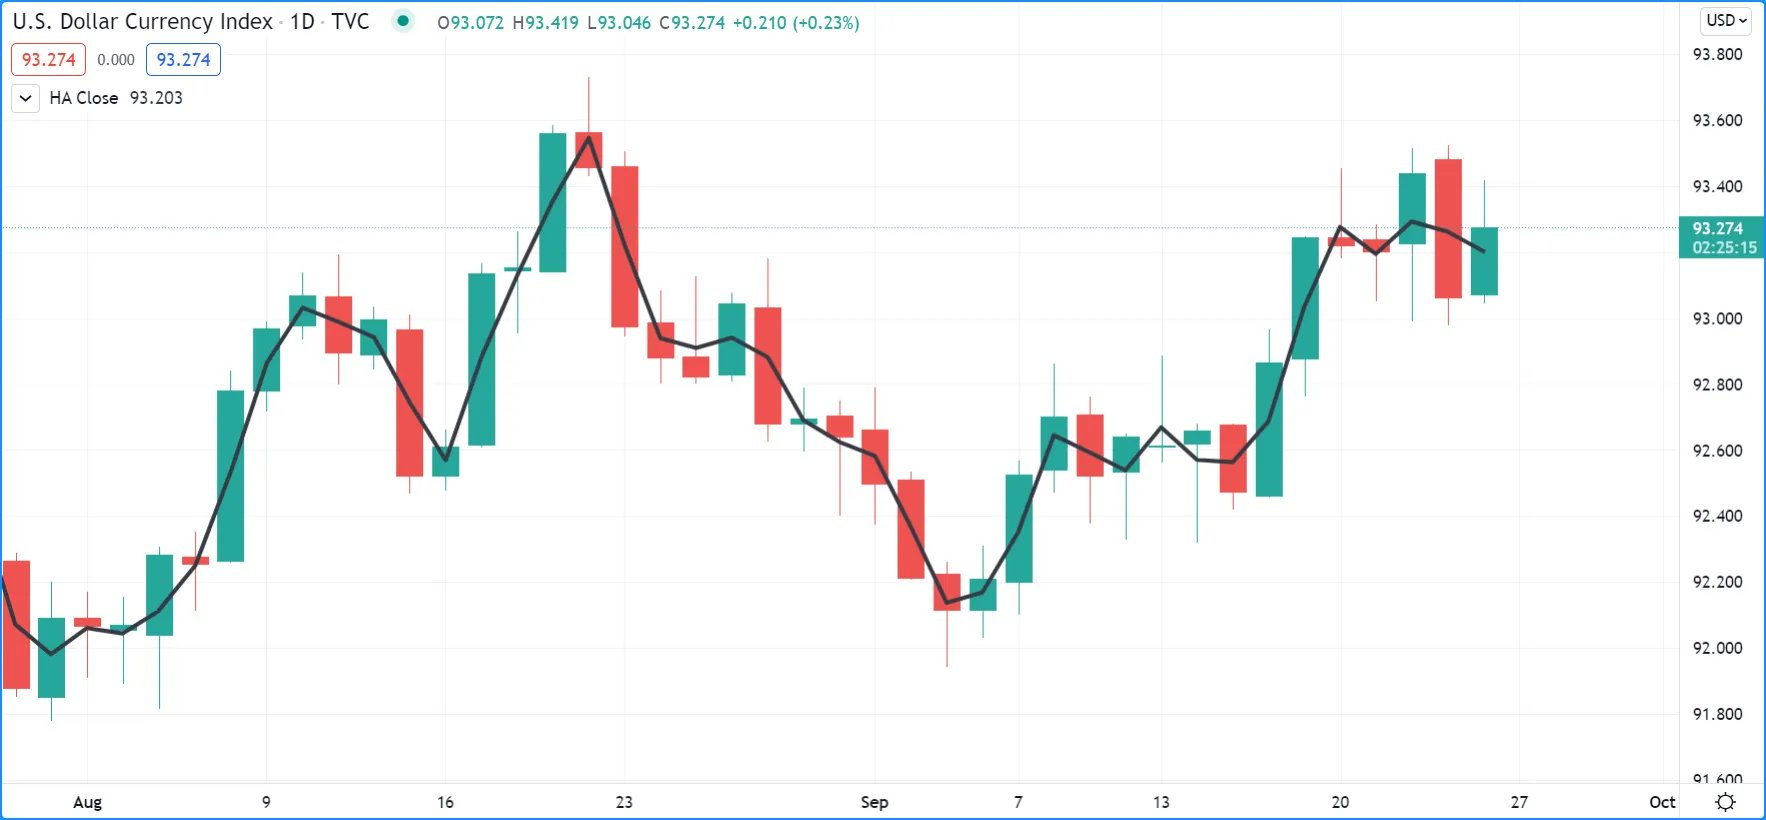 U.S. Dollar Currency Index · 1D · TVC O93.072 H93.419 L93.046 C93.274 +0.210 (+0.23%)
USD
93.274 0.000 93.274
HA Close 93.203
93.800
93.600
93.400
93.274
02:25:15
93.000
92.800
92.600
92.400
92.200
92.000
91.800
91.600
Aug 9 16 23 Sep 7 13 20 27 Oct